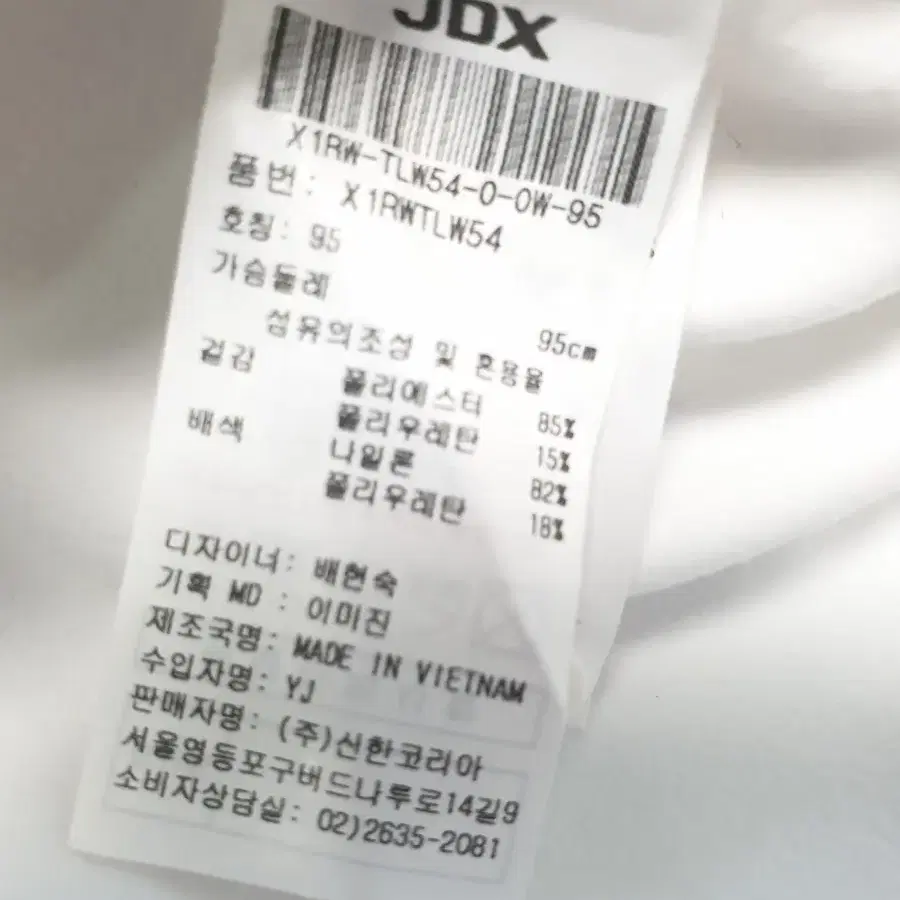 JDX
X1RW-TLW54-0-0W-95
품번: X1RWTLW54
호칭: 95
가슴둘레 95cm
섬유의조성 및 혼용율
겉감 폴리에스터 85%
폴리우레탄 15%
배색 나일론 82%
폴리우레탄 18%
디자이너: 배현숙
기획 MD : 이미진
제조국명: MADE IN VIETNAM
수입자명: YJ
판매자명: (주)신한코리아
서울영등포구버드나루로14길9
소비자상담실: 02)2635-2081